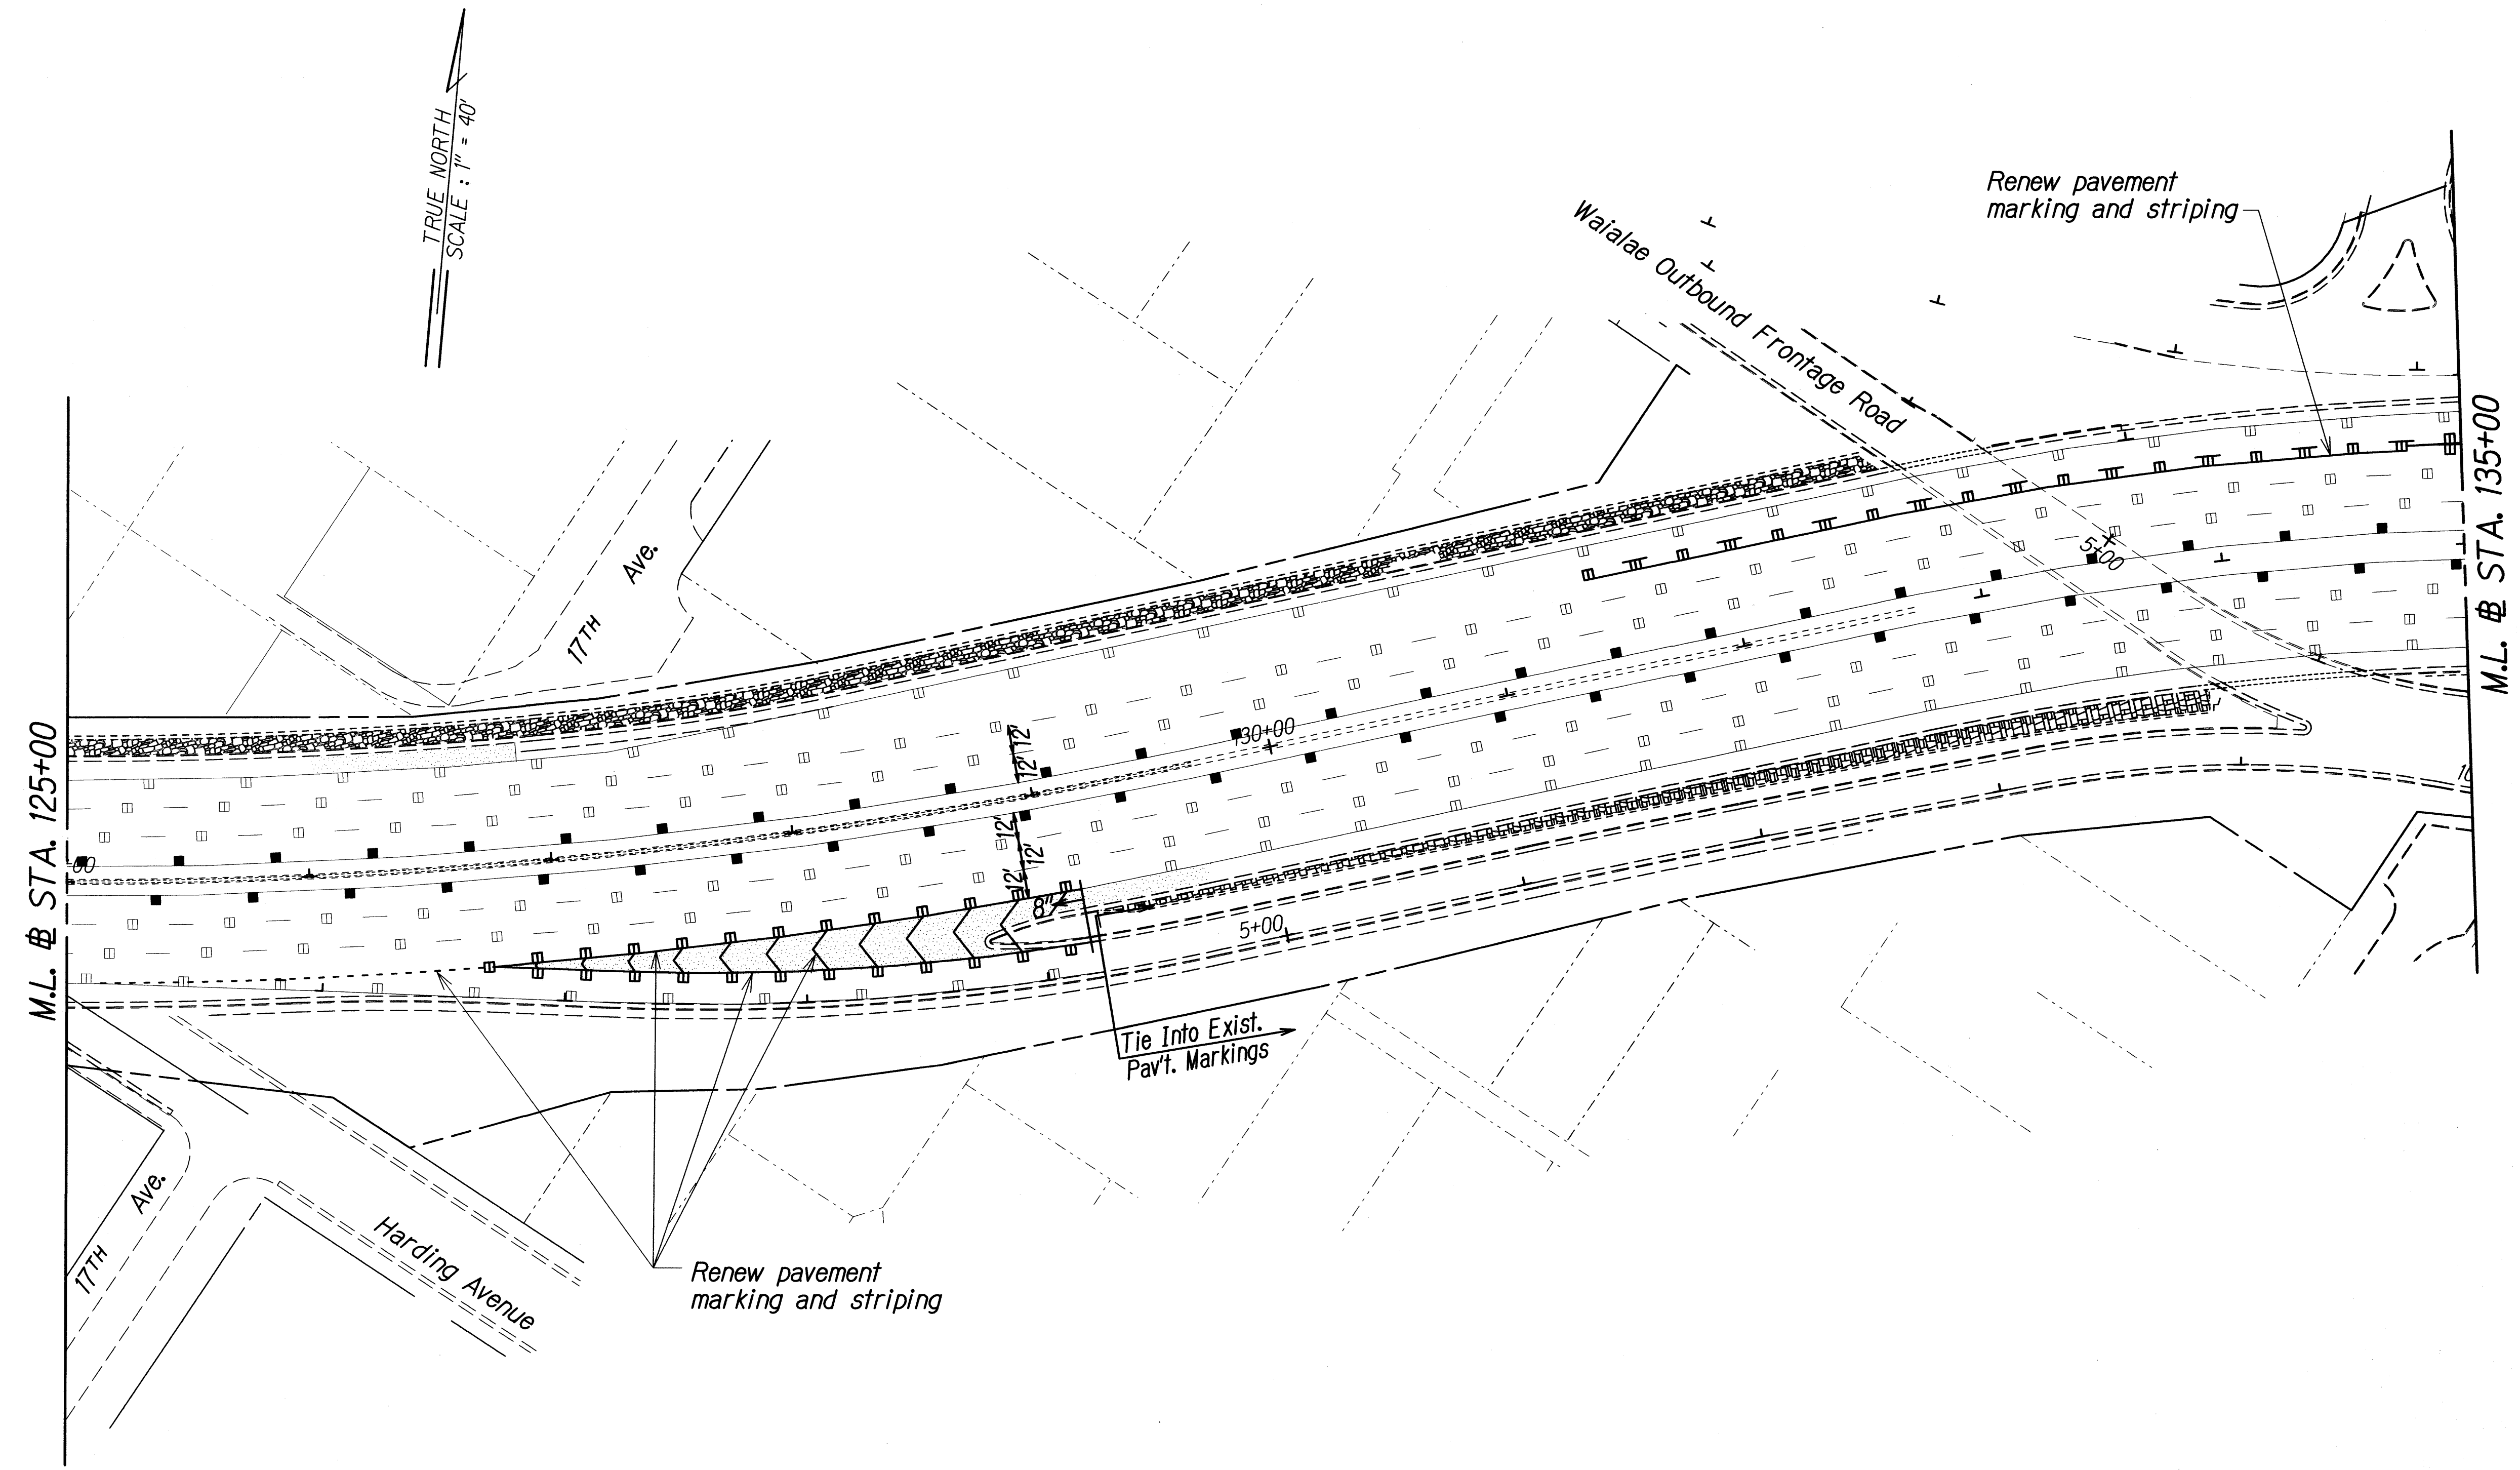 TRUE NORTH
SCALE : 1" = 40'
Renew pavement
marking and striping
Waialae Outbound Frontage Road
17TH Ave.
M.L. B STA. 125+00
M.L. B STA. 135+00
5+00
130+00
12'
12'
12'
12'
12'
8"
00
5+00
10
Tie Into Exist.
Pav't. Markings
17TH Ave.
Harding Avenue
Renew pavement
marking and striping